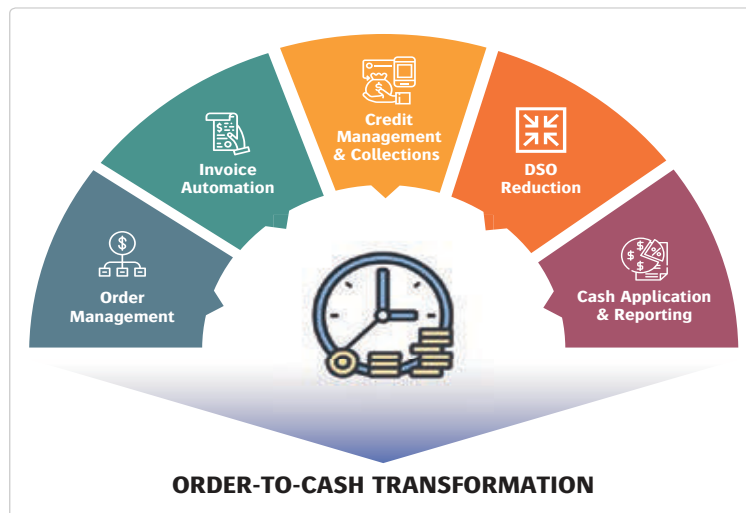 Order
Management
Invoice
Automation
Credit
Management
& Collections
DSO
Reduction
Cash Application
& Reporting
ORDER-TO-CASH TRANSFORMATION